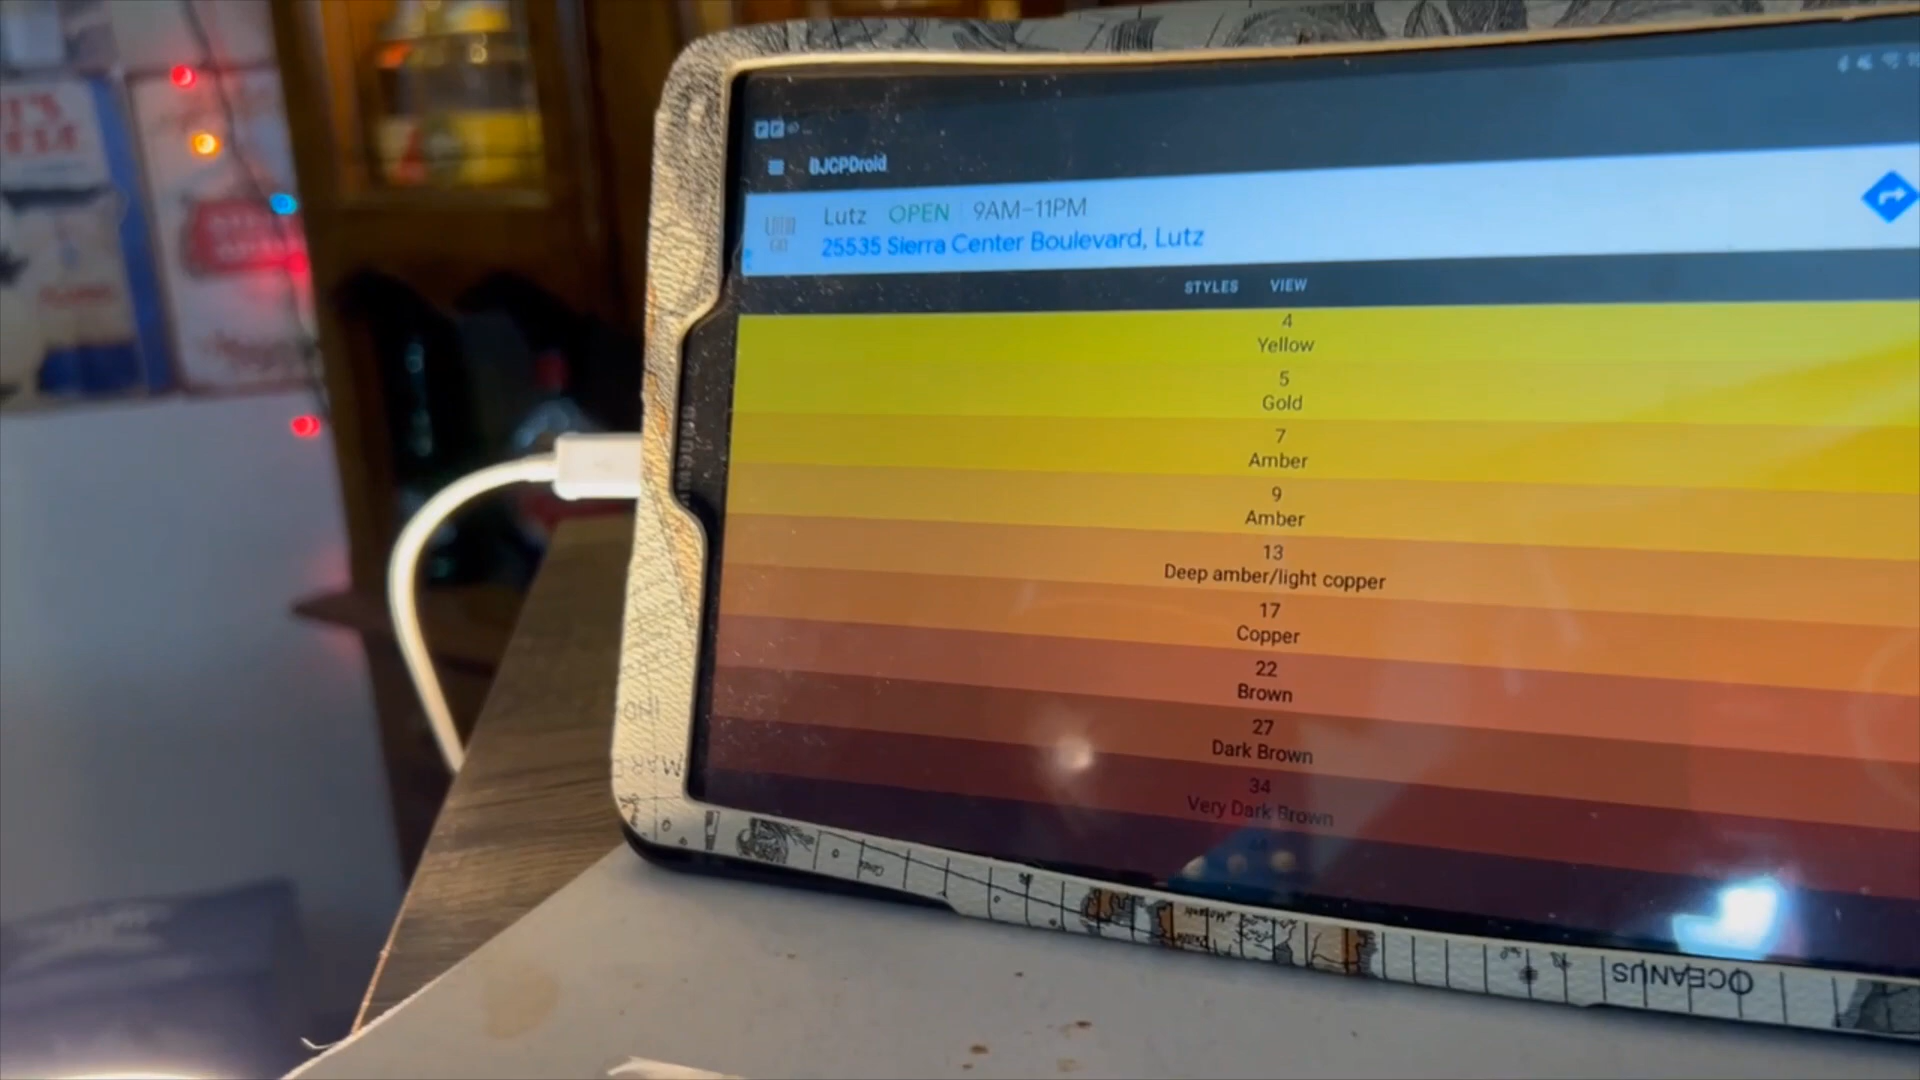 BJCPDroid
Lutz OPEN 9AM–11PM
25535 Sierra Center Boulevard, Lutz
STYLES VIEW
4
Yellow
5
Gold
7
Amber
9
Amber
13
Deep amber/light copper
17
Copper
22
Brown
27
Dark Brown
34
Very Dark Brown
SAMSUNG
OCEANUS